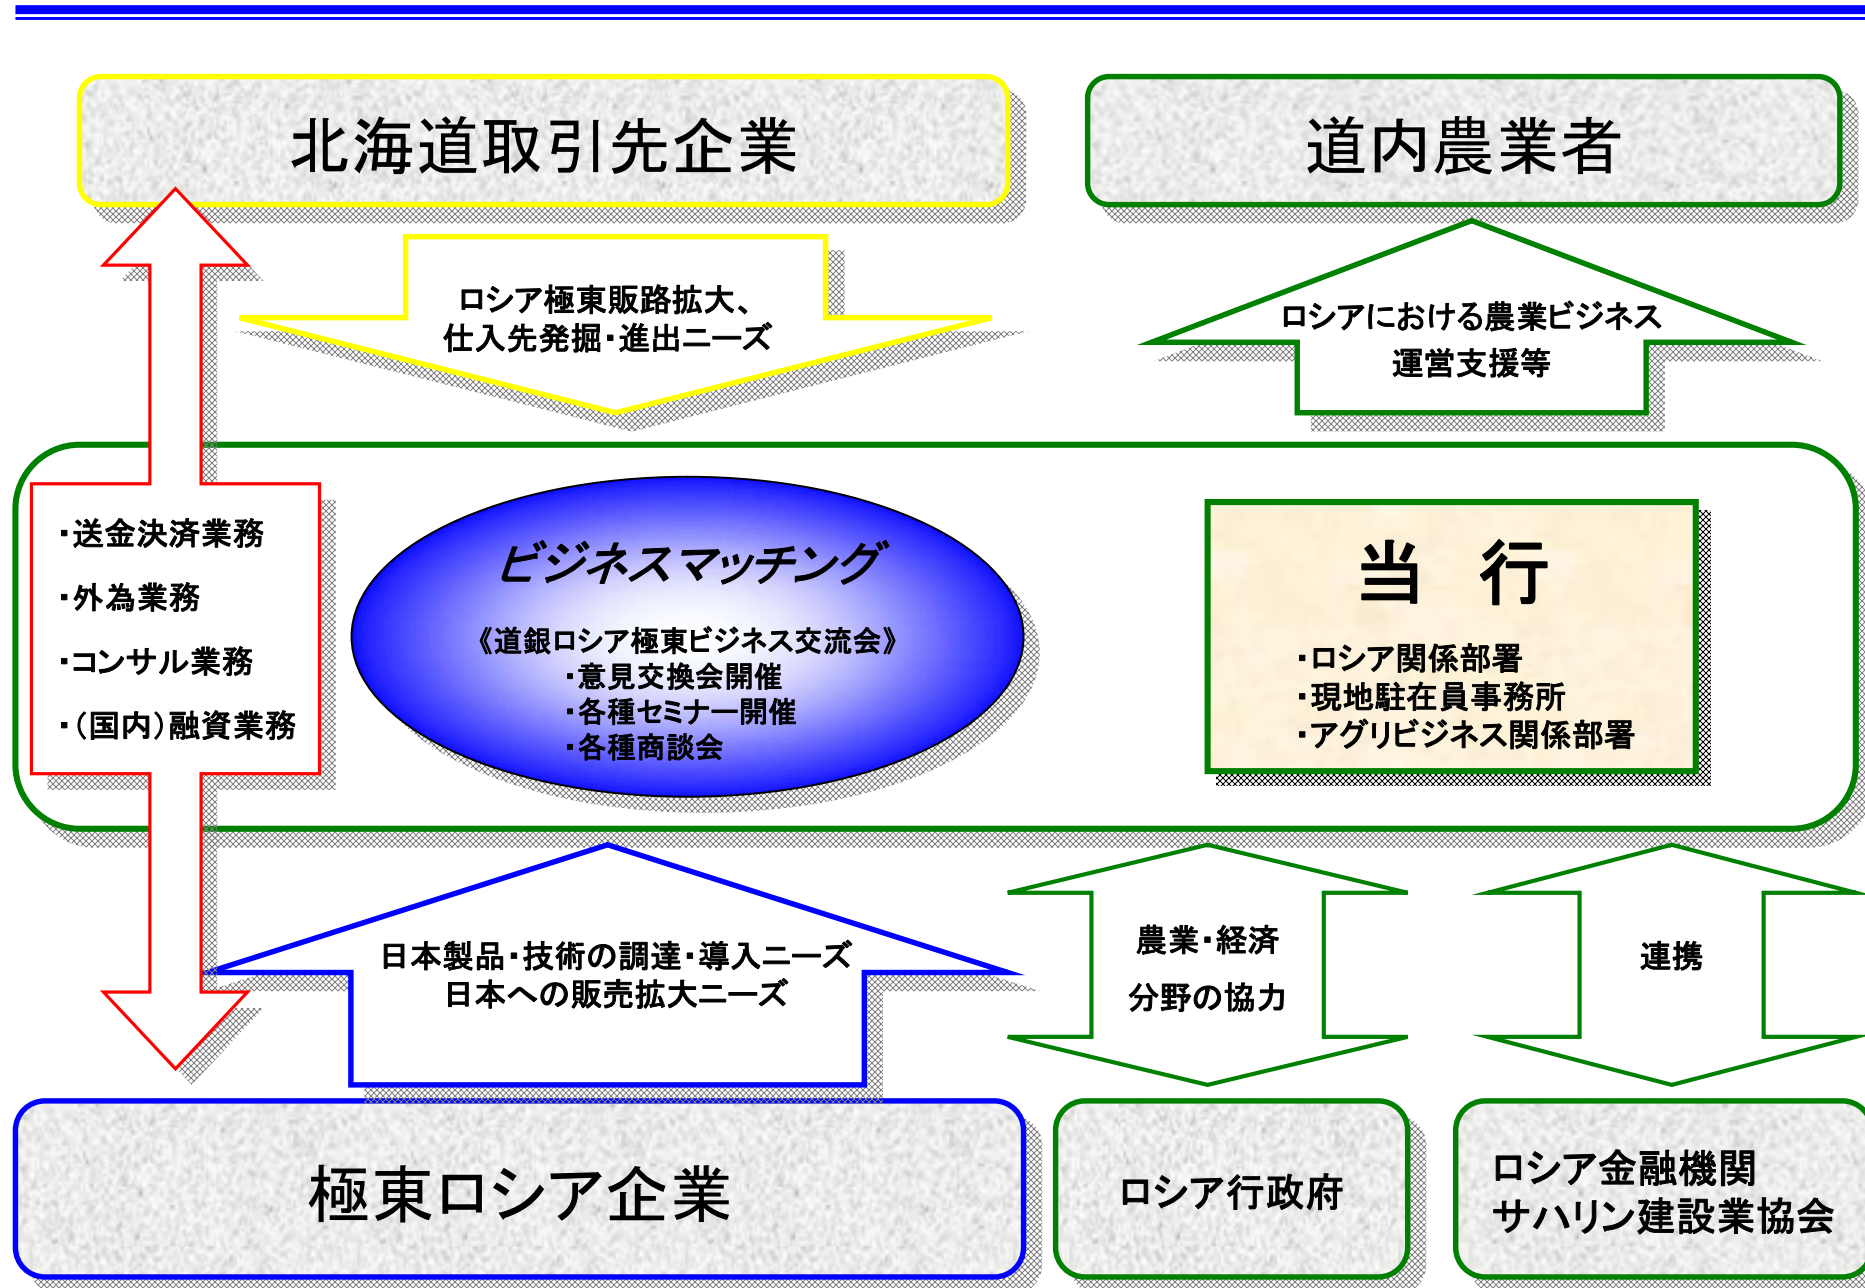 北海道取引先企業
道内農業者
ロシア極東販路拡大、
仕入先発掘・進出ニーズ
ロシアにおける農業ビジネス
運営支援等
・送金決済業務
・外為業務
・コンサル業務
・(国内)融資業務
ビジネスマッチング
《道銀ロシア極東ビジネス交流会》
・意見交換会開催
・各種セミナー開催
・各種商談会
当 行
・ロシア関係部署
・現地駐在員事務所
・アグリビジネス関係部署
日本製品・技術の調達・導入ニーズ
日本への販売拡大ニーズ
農業・経済
分野の協力
連携
極東ロシア企業
ロシア行政府
ロシア金融機関
サハリン建設業協会